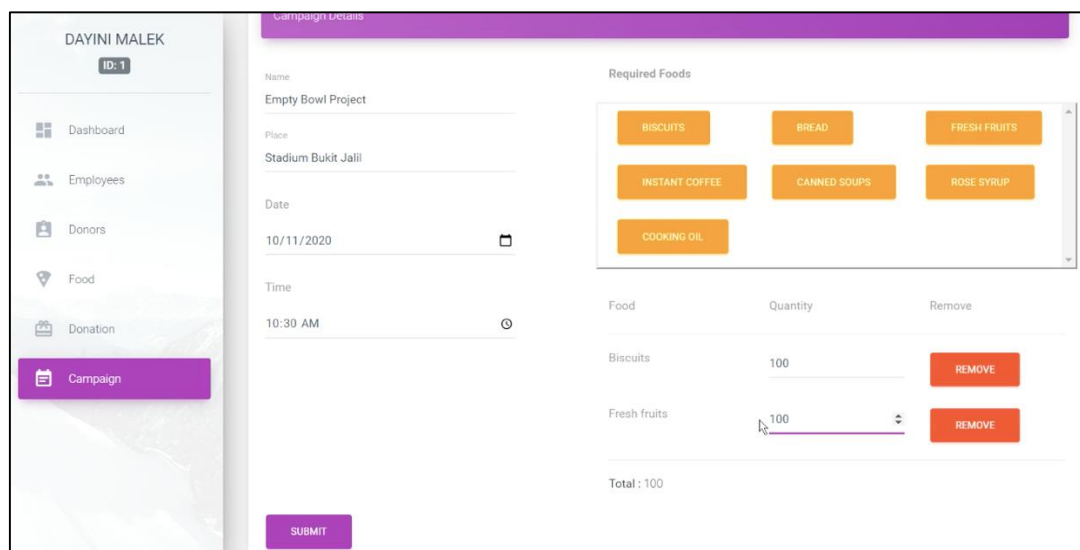 DAYINI MALEK
ID: 1
Dashboard
Employees
Donors
Food
Donation
Campaign
Campaign Details
Name
Empty Bowl Project
Place
Stadium Bukit Jalil
Date
10/11/2020
Time
10:30 AM
SUBMIT
Required Foods
BISCUITS BREAD FRESH FRUITS
INSTANT COFFEE CANNED SOUPS ROSE SYRUP
COOKING OIL
Food Quantity Remove
Biscuits 100 REMOVE
Fresh fruits 100 REMOVE
Total : 100